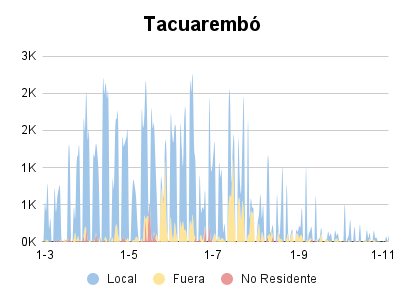 Tacuarembó
3K
2K
2K
1K
1K
0K
1-3 1-5 1-7 1-9 1-11
Local Fuera No Residente